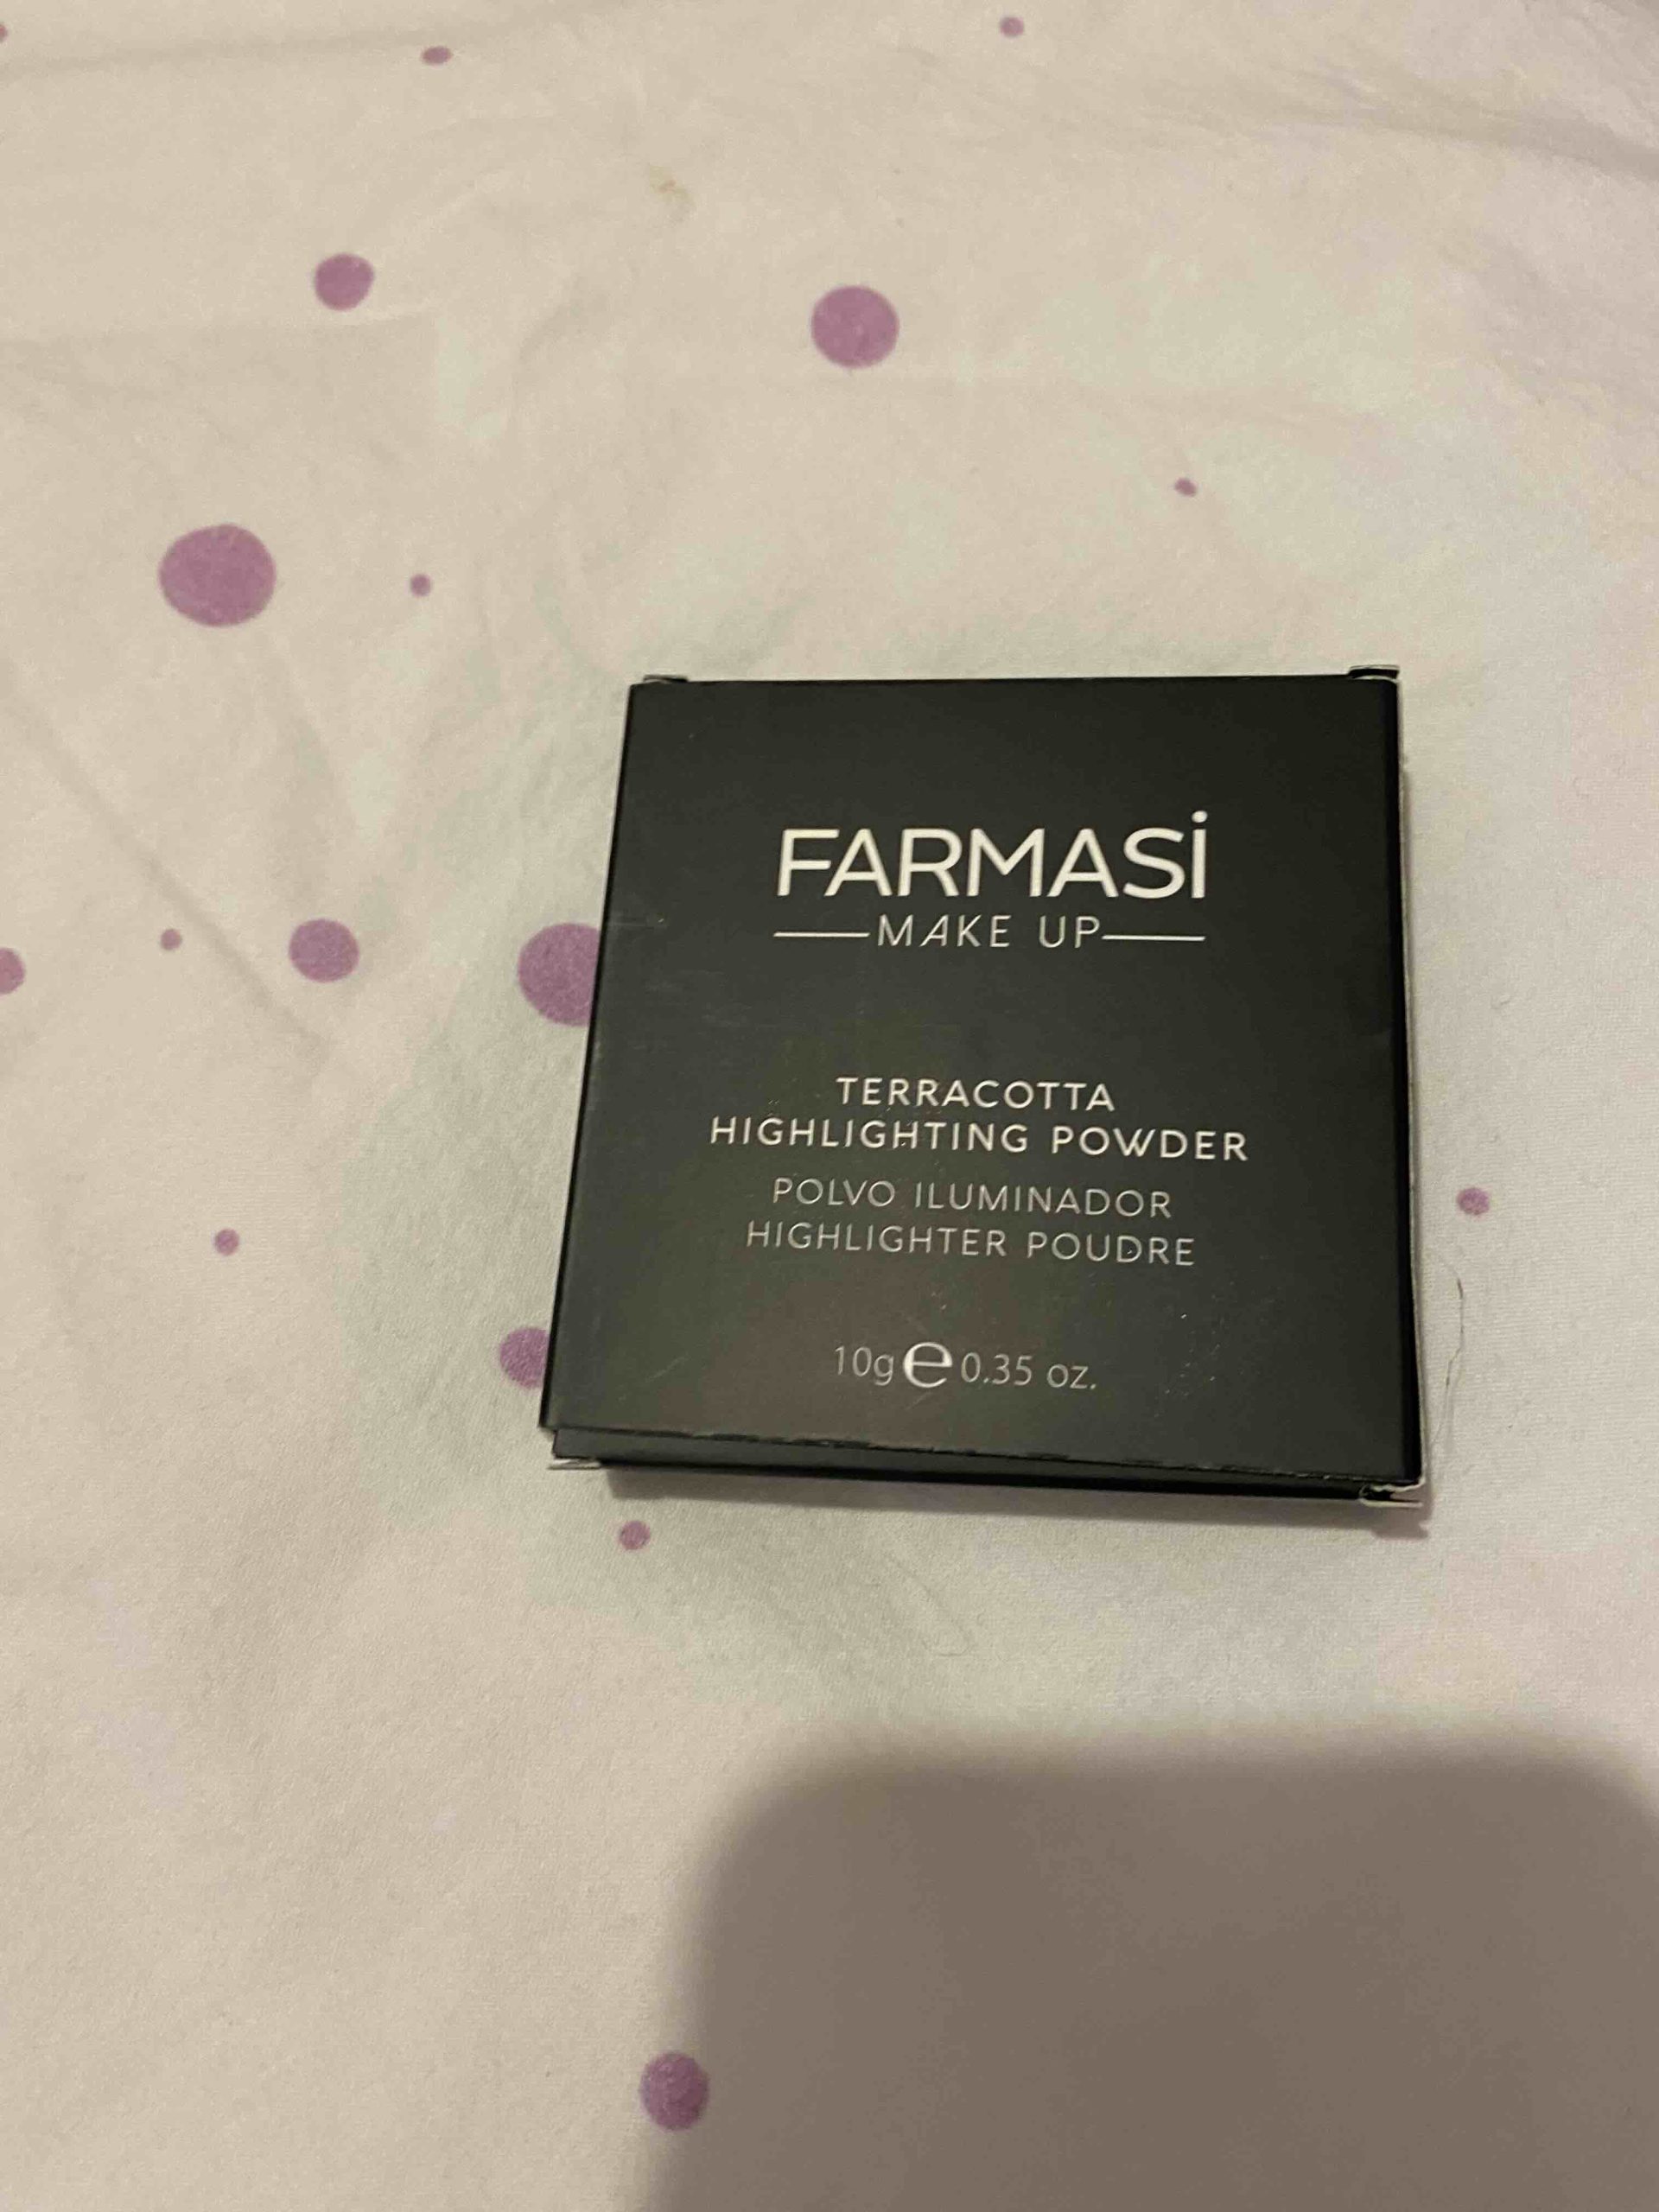 FARMASİ
MAKE UP
TERRACOTTA
HIGHLIGHTING POWDER
POLVO ILUMINADOR
HIGHLIGHTER POUDRE
10g e 0.35 oz.